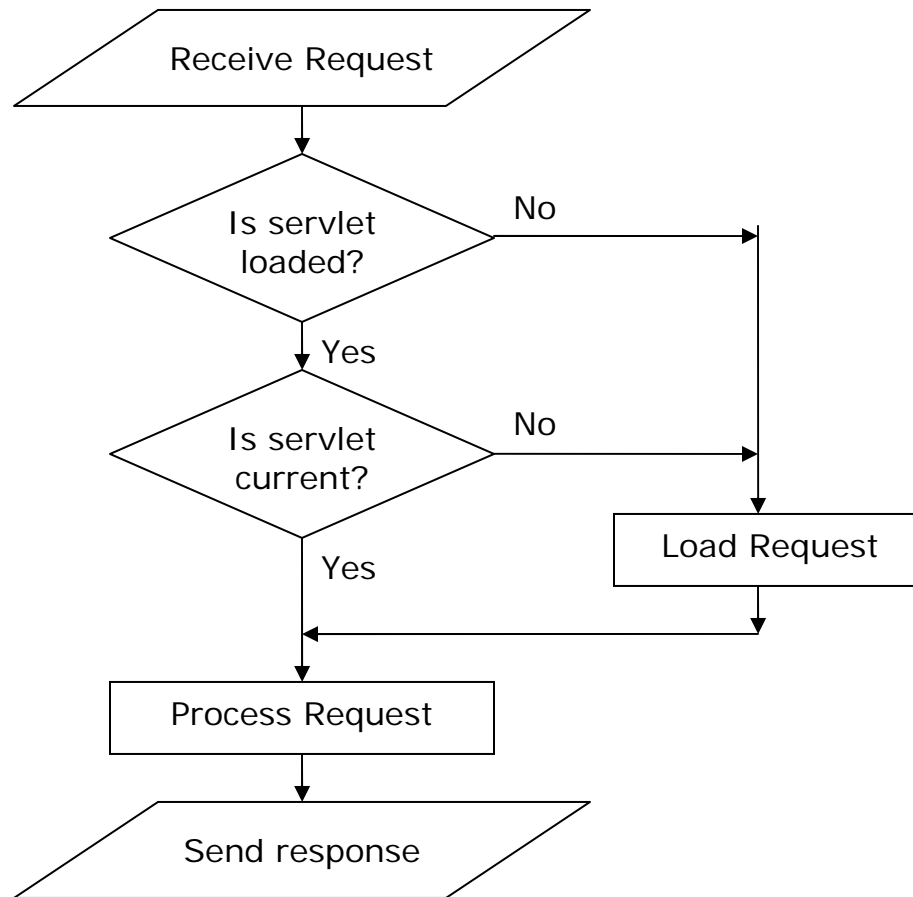 Receive Request
Is servlet
loaded?
No
Yes
Is servlet
current?
No
Load Request
Yes
Process Request
Send response